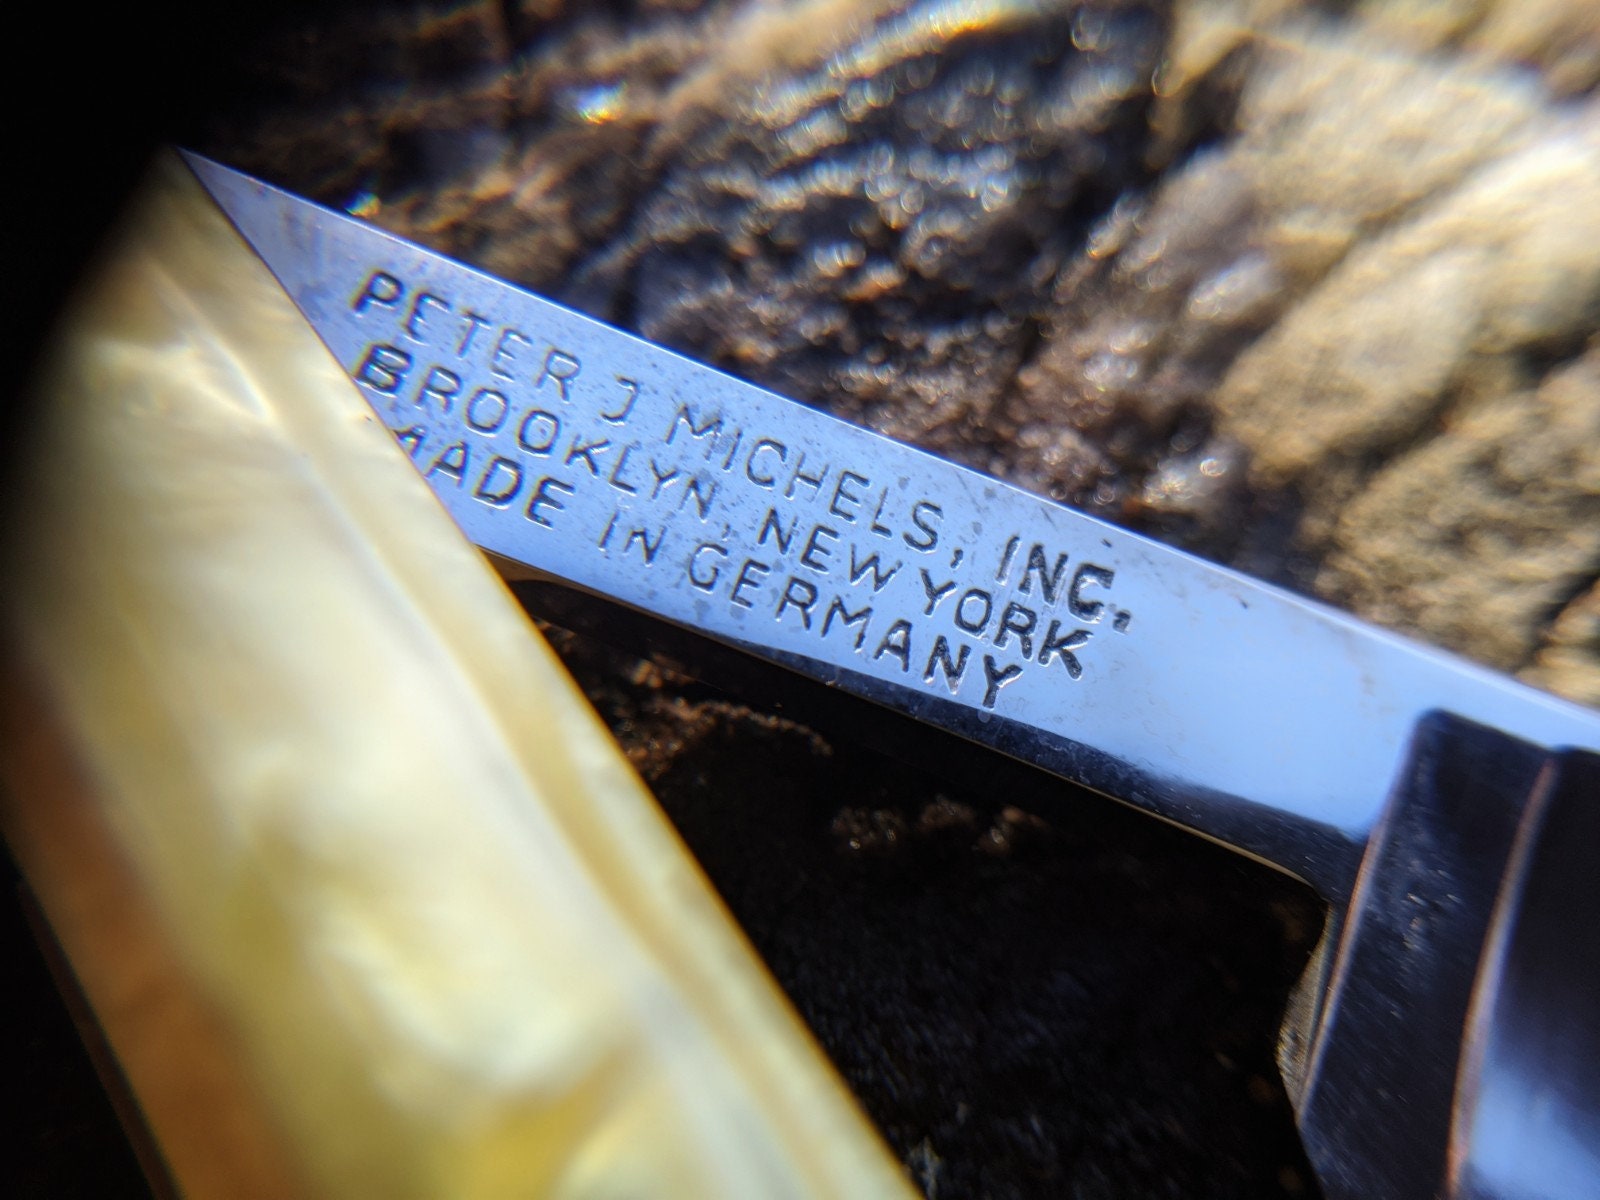 PETER J MICHELS, INC.
BROOKLYN, NEW YORK
MADE IN GERMANY